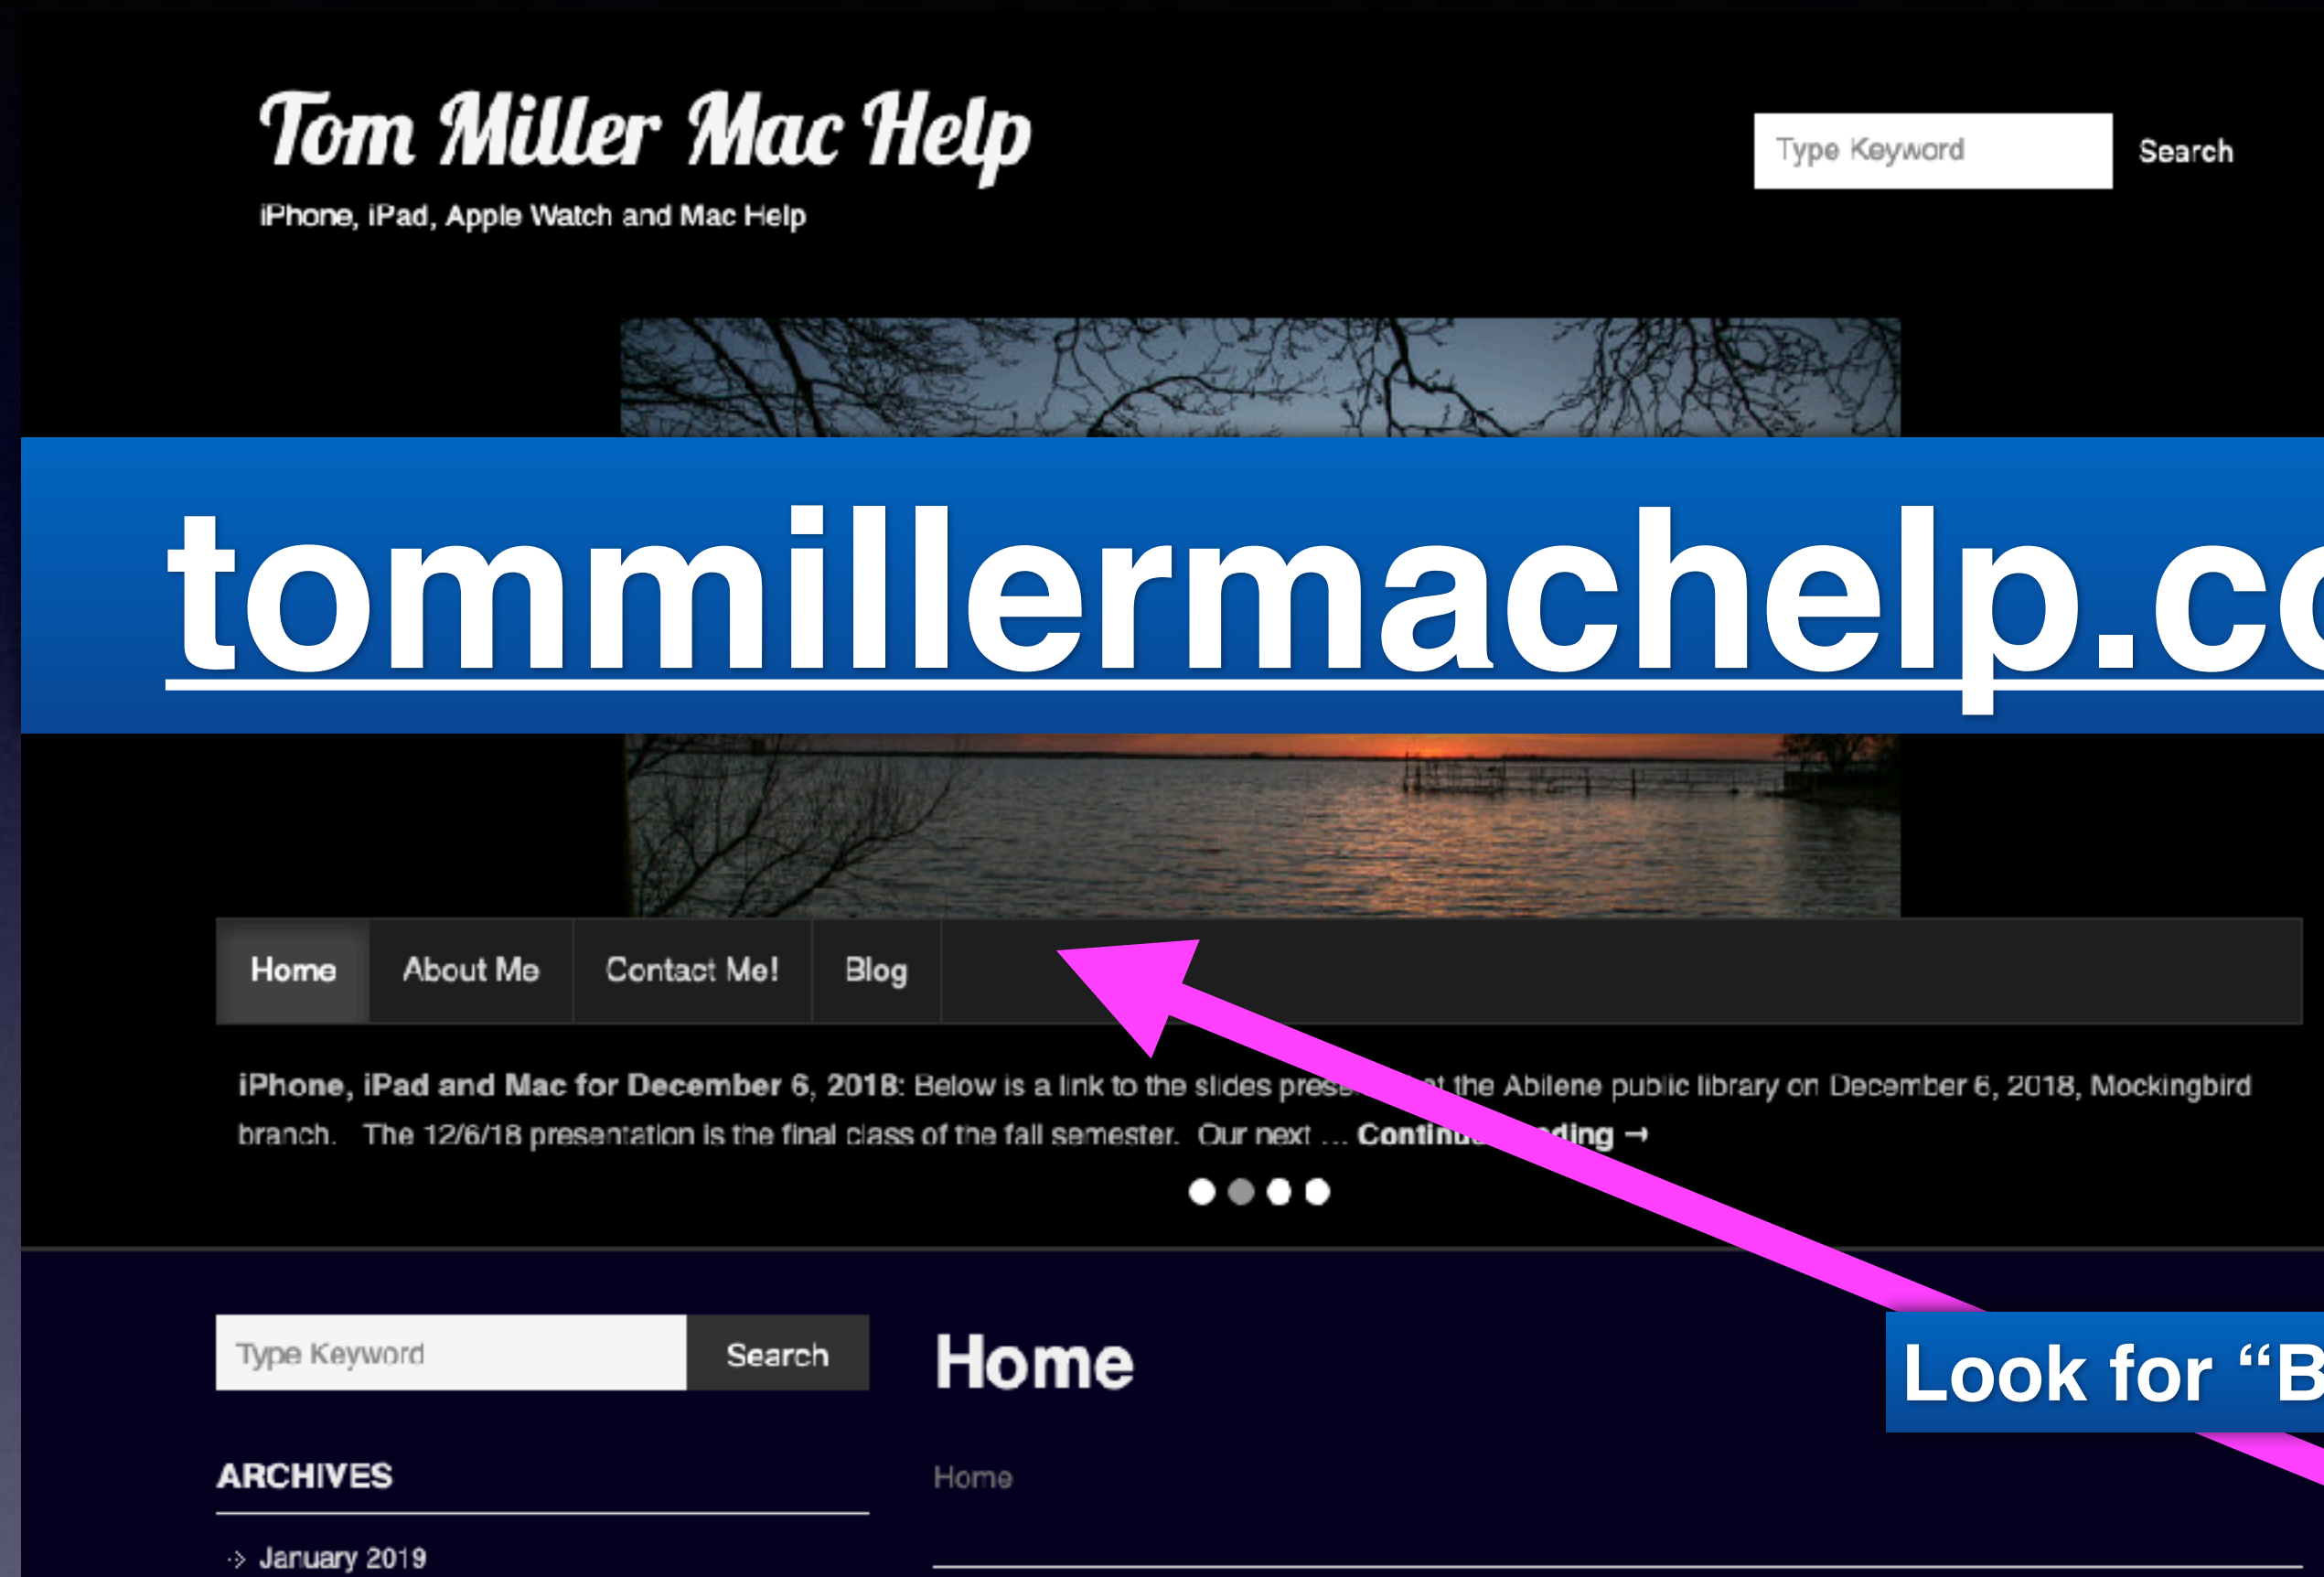 Tom Miller Mac Help
iPhone, iPad, Apple Watch and Mac Help
Type Keyword Search
tommillermachelp.co
Home About Me Contact Me! Blog
iPhone, iPad and Mac for December 6, 2018: Below is a link to the slides the Abilene public library on December 6, 2018, Mockingbird
branch. The 12/6/18 presentation is the final class of the fall semester. Our next ... →
Type Keyword Search
Home
Look for “B
ARCHIVES
Home
January 2019